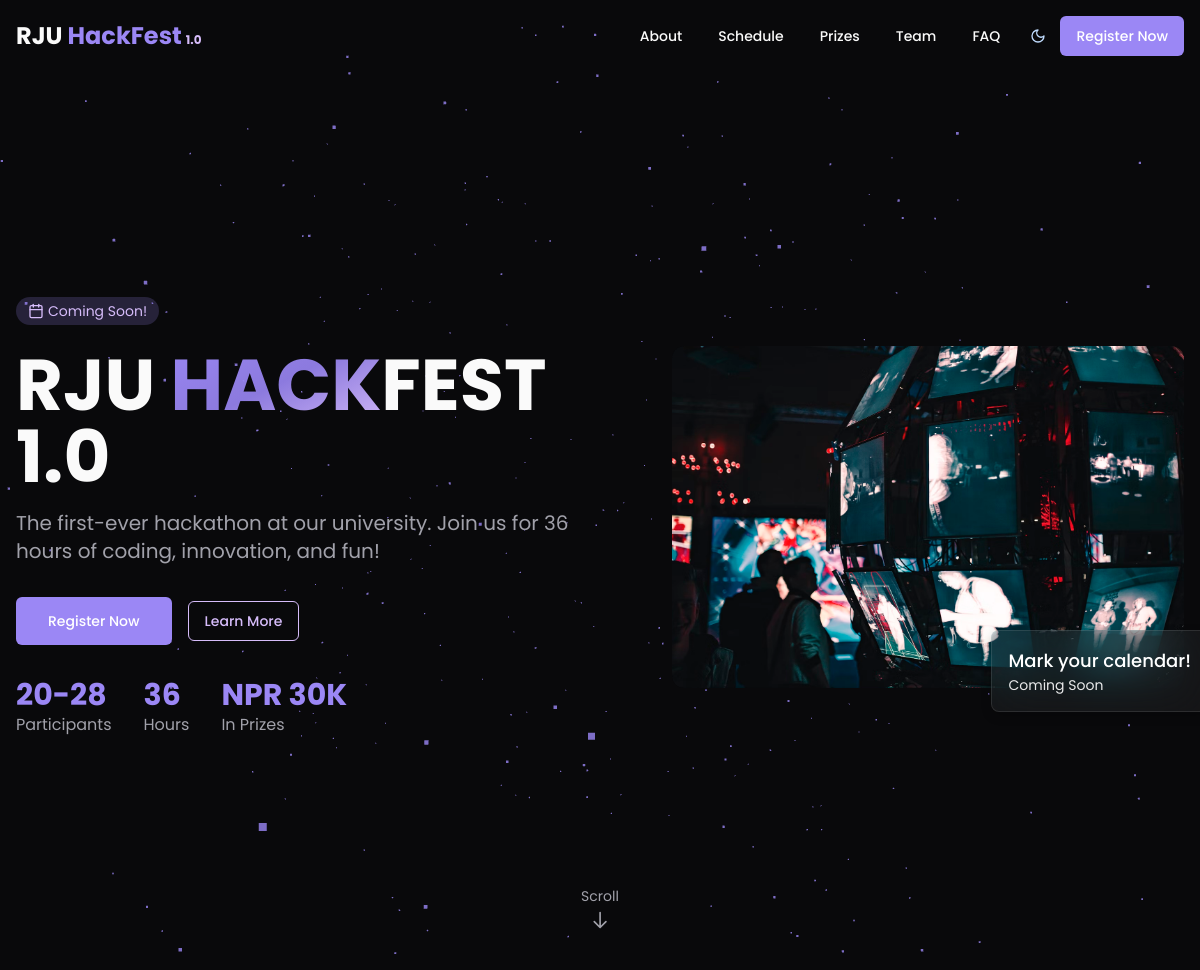 RJU HackFest 1.0
About Schedule Prizes Team FAQ Register Now
Coming Soon!
RJU HACKFEST
1.0
The first-ever hackathon at our university. Join us for 36
hours of coding, innovation, and fun!
Register Now Learn More
20-28 36 NPR 30K
Participants Hours In Prizes
Mark your calendar!
Coming Soon
Scroll